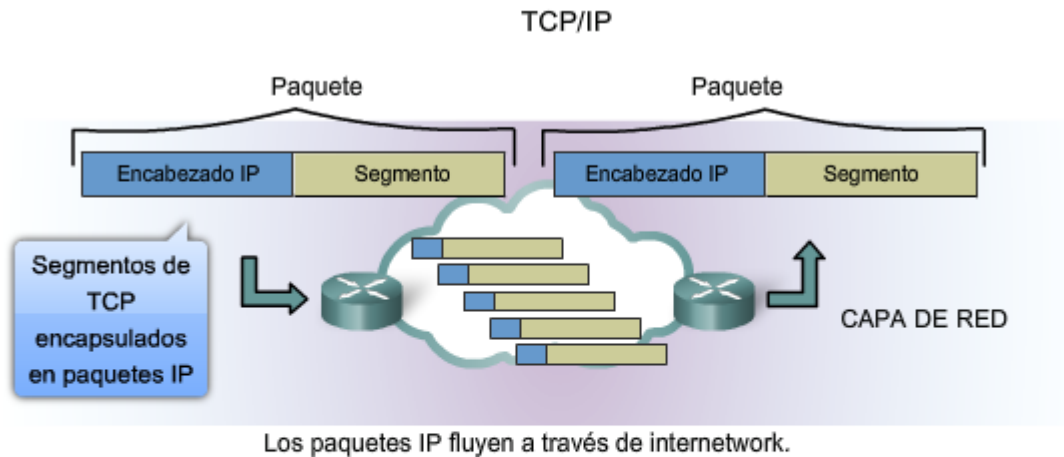 TCP/IP
Paquete
Paquete
Encabezado IP
Segmento
Encabezado IP
Segmento
Segmentos de
TCP
encapsulados
en paquetes IP
CAPA DE RED
Los paquetes IP fluyen a través de internetwork.